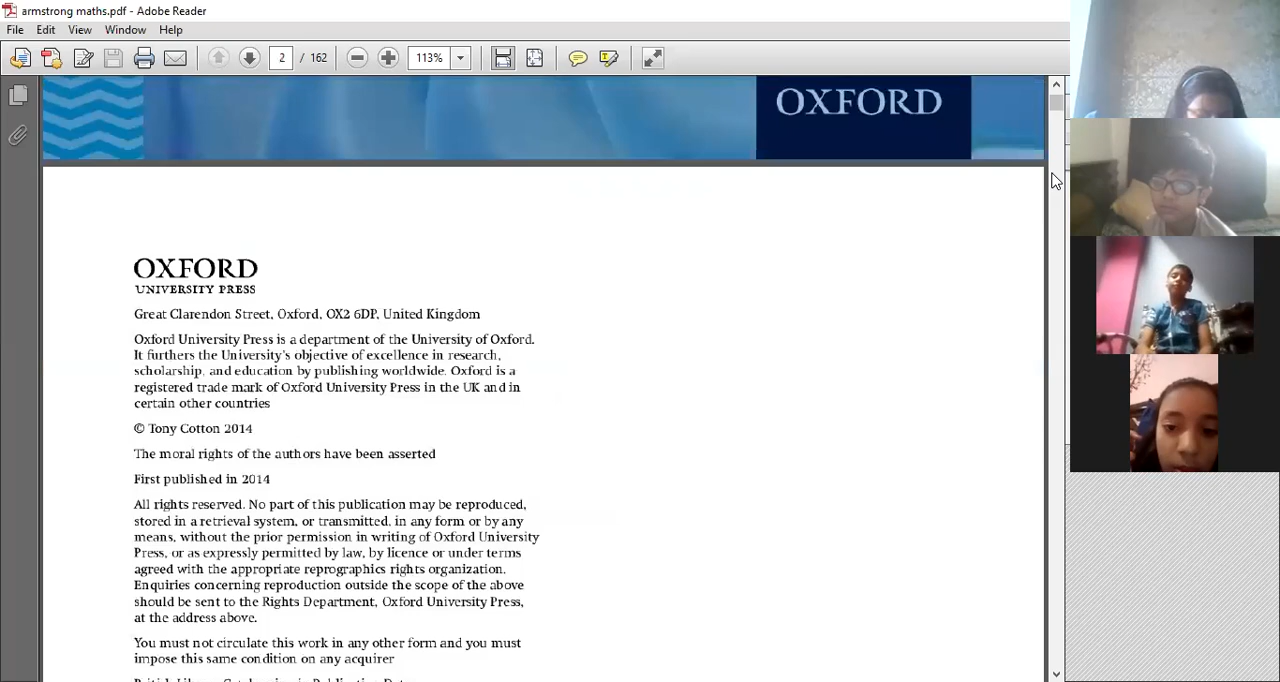 armstrong maths.pdf - Adobe Reader
File Edit View Window Help
2 / 162 113%
OXFORD
OXFORD
UNIVERSITY PRESS
Great Clarendon Street, Oxford, OX2 6DP, United Kingdom
Oxford University Press is a department of the University of Oxford.
It furthers the University's objective of excellence in research,
scholarship, and education by publishing worldwide. Oxford is a
registered trade mark of Oxford University Press in the UK and in
certain other countries
© Tony Cotton 2014
The moral rights of the authors have been asserted
First published in 2014
All rights reserved. No part of this publication may be reproduced,
stored in a retrieval system, or transmitted, in any form or by any
means, without the prior permission in writing of Oxford University
Press, or as expressly permitted by law, by licence or under terms
agreed with the appropriate reprographics rights organization.
Enquiries concerning reproduction outside the scope of the above
should be sent to the Rights Department, Oxford University Press,
at the address above.
You must not circulate this work in any other form and you must
impose this same condition on any acquirer